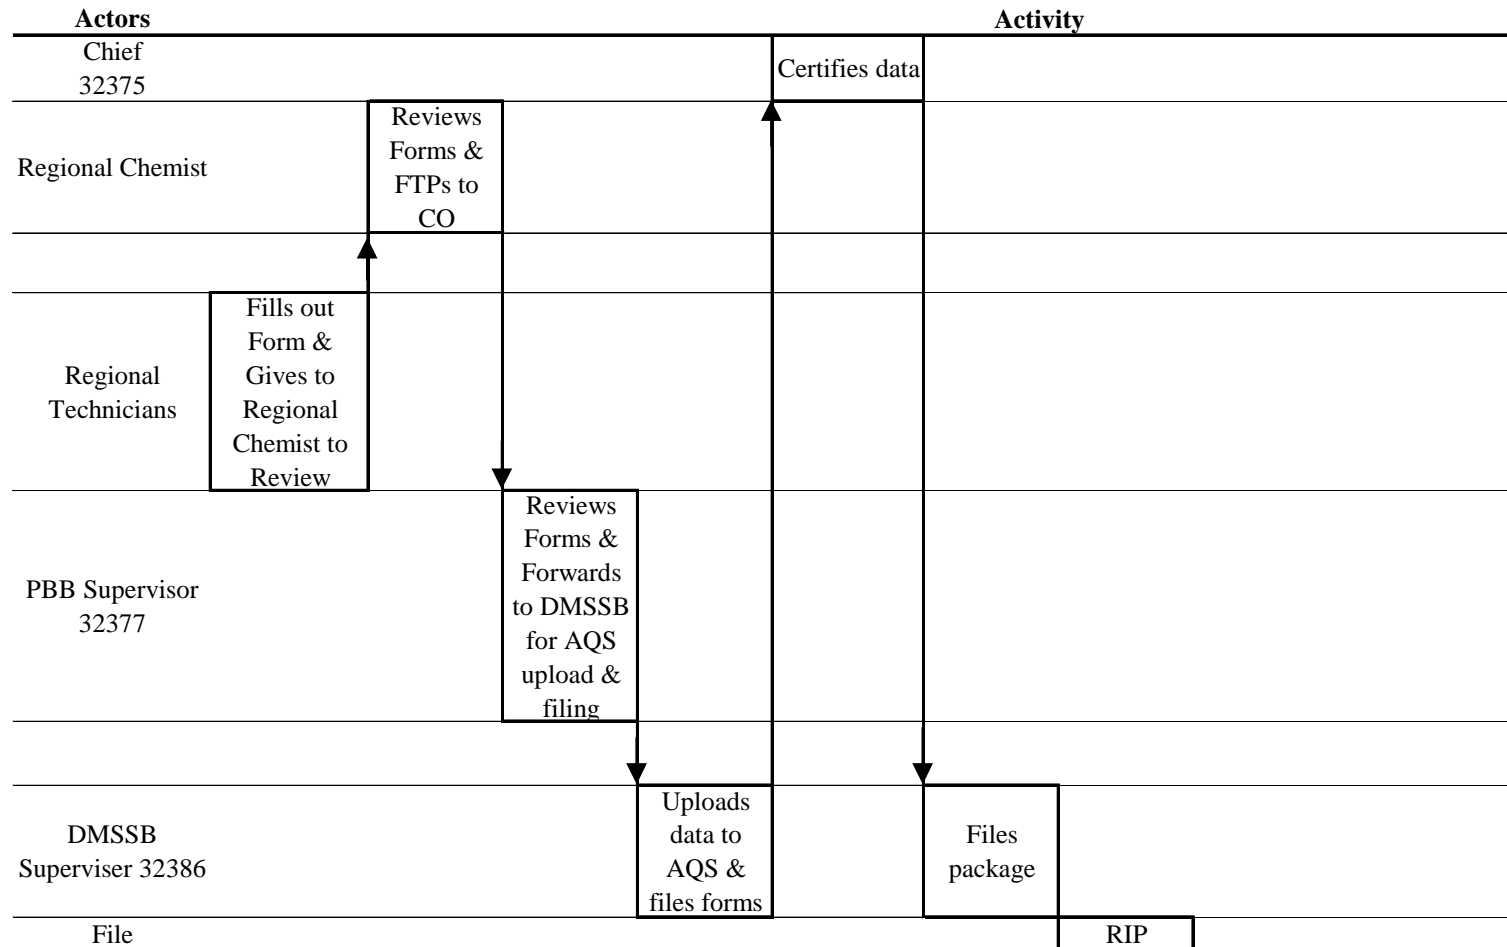 Actors
Activity
Chief
32375
Certifies data
Regional Chemist
Reviews
Forms &
FTPs to
CO
Regional
Technicians
Fills out
Form &
Gives to
Regional
Chemist to
Review
PBB Supervisor
32377
Reviews
Forms &
Forwards
to DMSSB
for AQS
upload &
filing
DMSSB
Superviser 32386
Uploads
data to
AQS &
files forms
Files
package
File
RIP